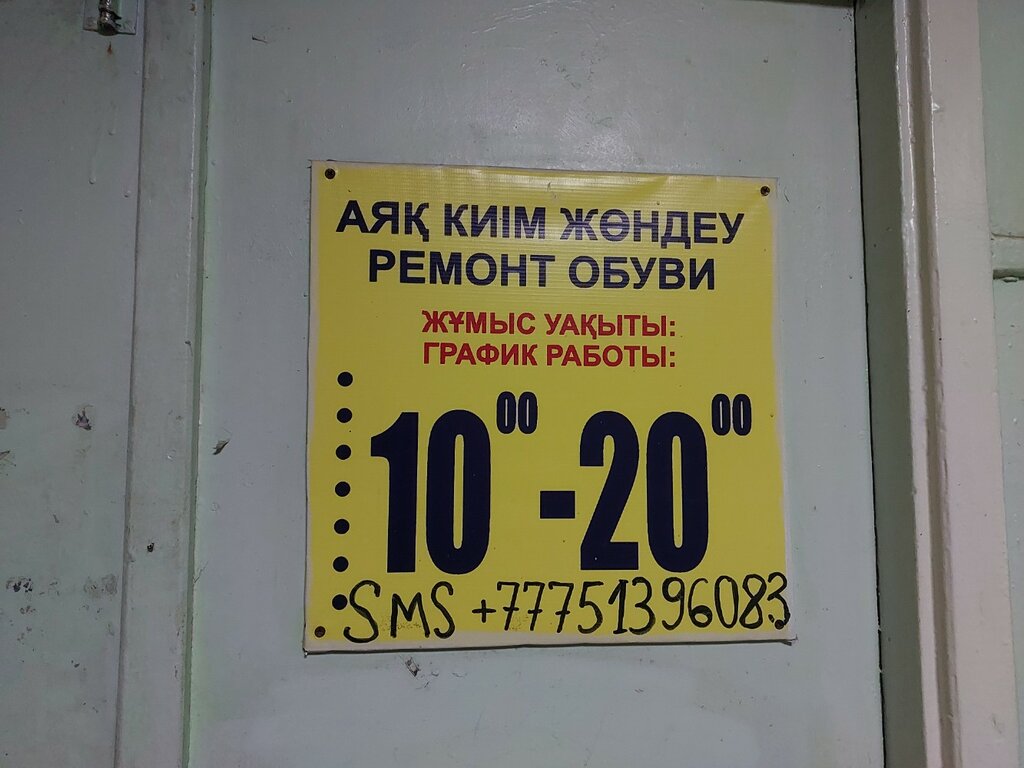 АЯҚ КИІМ ЖӨНДЕУ
РЕМОНТ ОБУВИ
ЖҰМЫС УАҚЫТЫ:
ГРАФИК РАБОТЫ:
10⁰⁰-20⁰⁰
SMS +77751396083